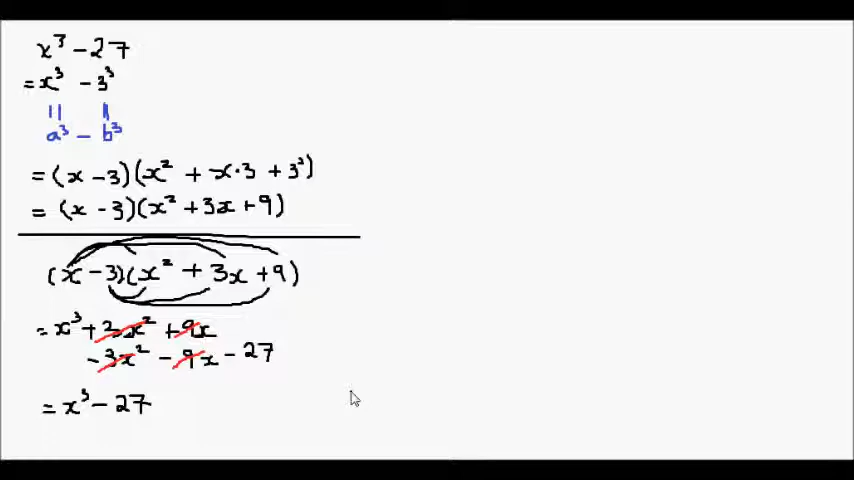 x³ - 27
= x³ - 3³
|| ||
a³ - b³
= (x - 3)(x² + x·3 + 3²)
= (x - 3)(x² + 3x + 9)
(x - 3)(x² + 3x + 9)
= x³ + 3x² + 9x
- 3x² - 9x - 27
= x³ - 27